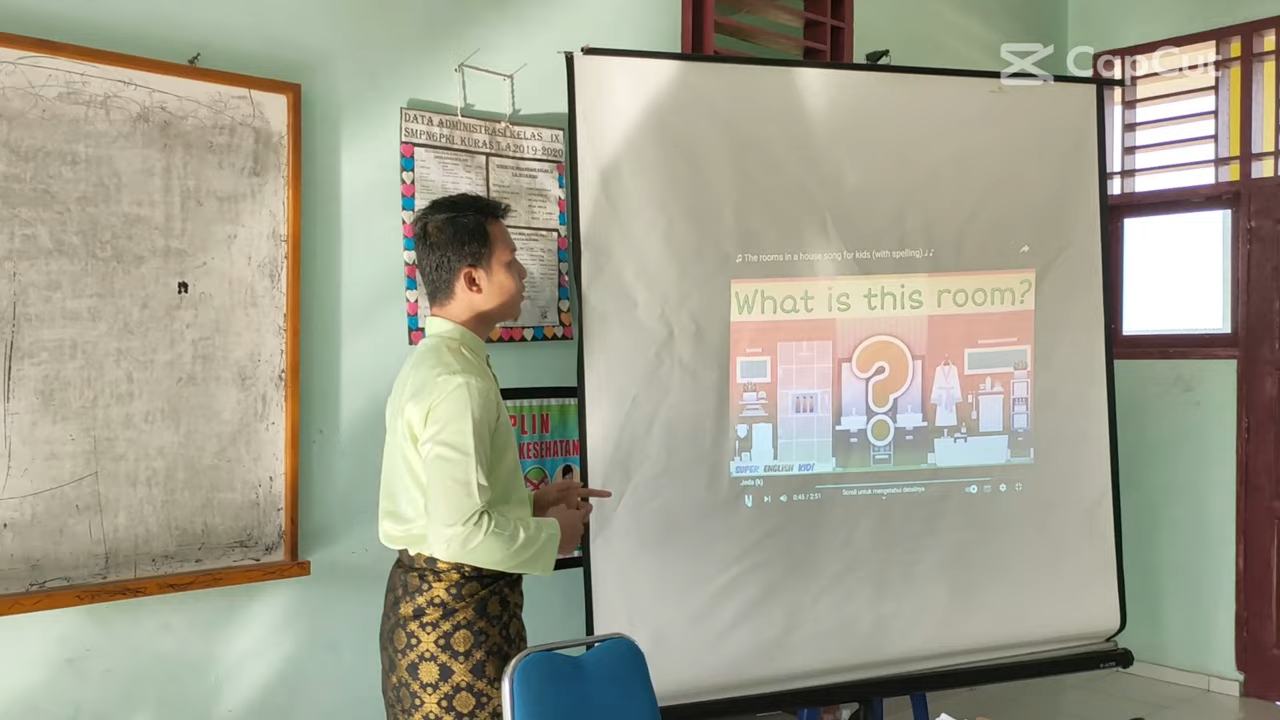 CapCut
DATA ADMINISTRASI KELAS IX
SMPN6PKL. KURAS T.A.2019-2020
PLIN
KESEHATAN
♫ The rooms in a house song for kids (with spelling) ♩♪
What is this room?
?
SUPER ENGLISH KID!
Jeda (k)
0:45 / 2:51
Scroll untuk mengetahui detailnya